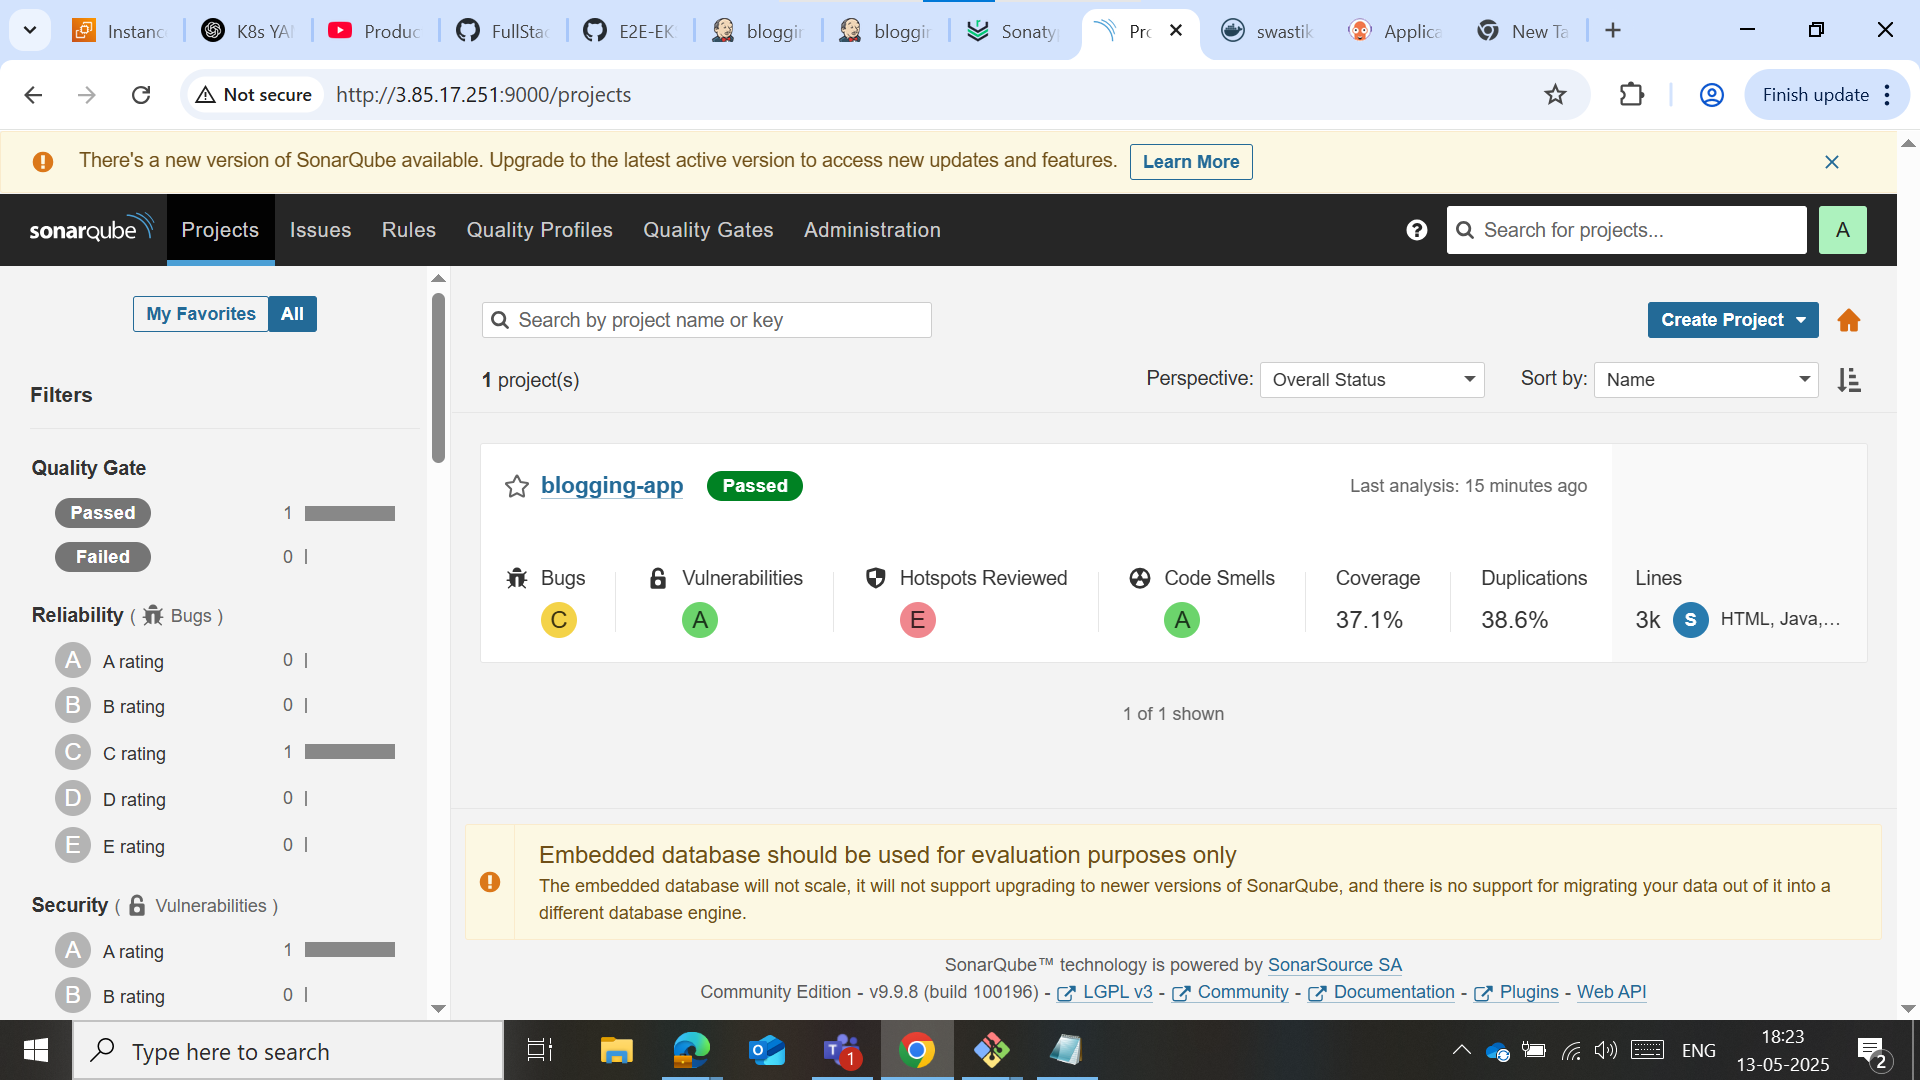 Instanc
K8s YAM
Produc
FullStac
E2E-EKS
bloggin
bloggin
Sonaty
Pro
swastik
Applica
New Ta
Not secure
http://3.85.17.251:9000/projects
Finish update
There's a new version of SonarQube available. Upgrade to the latest active version to access new updates and features.
Learn More
sonarqube
Projects
Issues
Rules
Quality Profiles
Quality Gates
Administration
Search for projects...
A
My Favorites
All
Search by project name or key
Create Project
1 project(s)
Perspective:
Overall Status
Sort by:
Name
Filters
Quality Gate
Passed 1
Failed 0
Reliability ( Bugs )
A A rating 0
B B rating 0
C C rating 1
D D rating 0
E E rating 0
Security ( Vulnerabilities )
A A rating 1
B B rating 0
blogging-app
Passed
Last analysis: 15 minutes ago
Bugs
C
Vulnerabilities
A
Hotspots Reviewed
E
Code Smells
A
Coverage
37.1%
Duplications
38.6%
Lines
3k S HTML, Java,...
1 of 1 shown
Embedded database should be used for evaluation purposes only
The embedded database will not scale, it will not support upgrading to newer versions of SonarQube, and there is no support for migrating your data out of it into a
different database engine.
SonarQube™ technology is powered by SonarSource SA
Community Edition - v9.9.8 (build 100196) - LGPL v3 - Community - Documentation - Plugins - Web API
Type here to search
1
ENG
18:23
13-05-2025
2